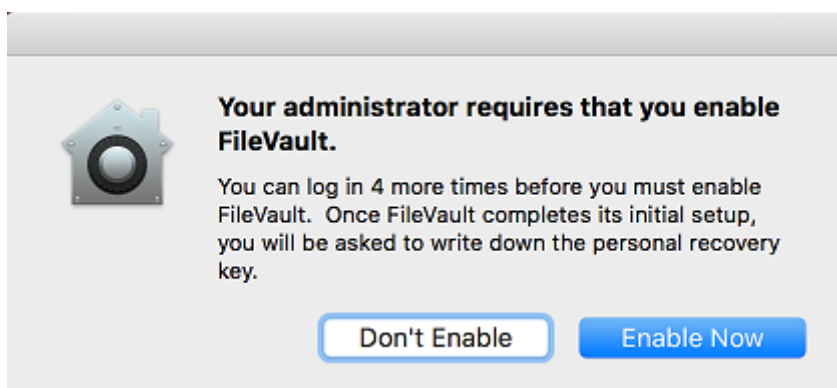 Your administrator requires that you enable
FileVault.
You can log in 4 more times before you must enable
FileVault.  Once FileVault completes its initial setup,
you will be asked to write down the personal recovery
key.
Don't Enable
Enable Now